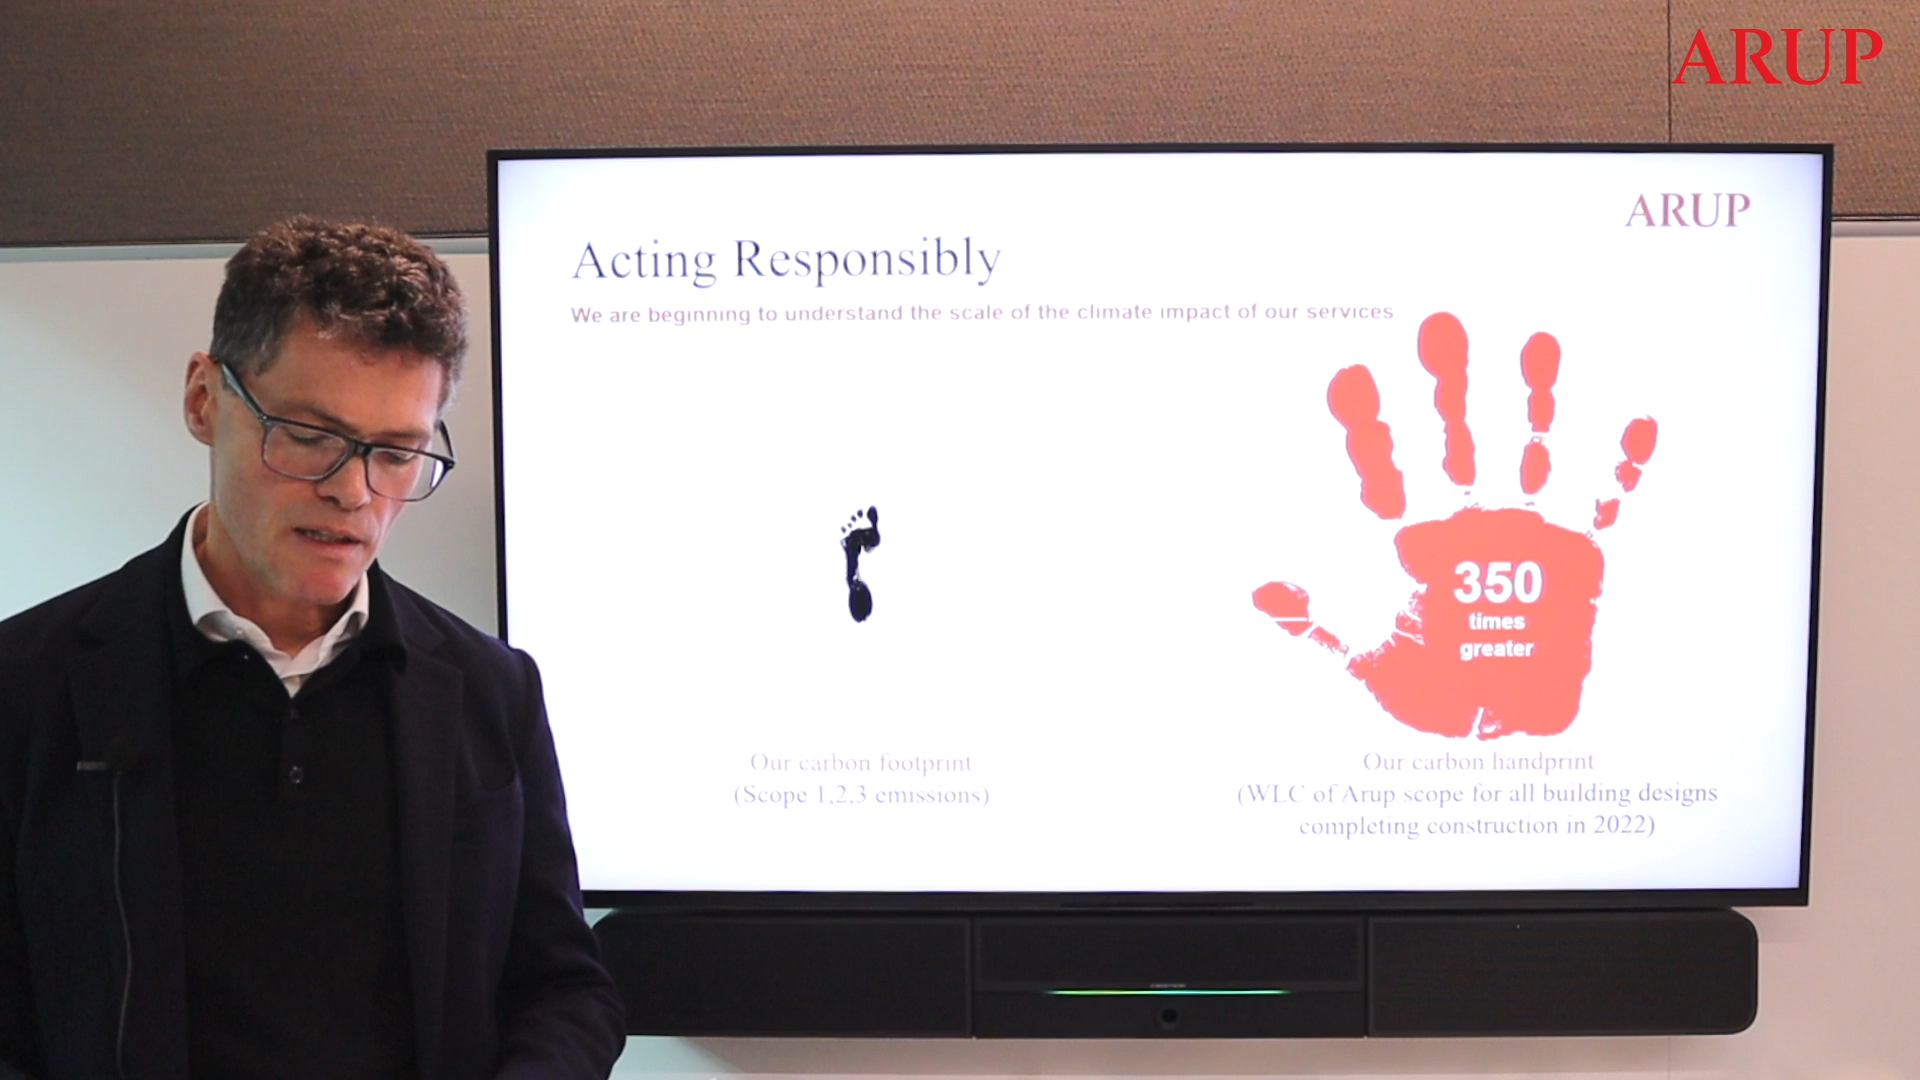 ARUP
ARUP
Acting Responsibly
We are beginning to understand the scale of the climate impact of our services
350
times
greater
Our carbon footprint
(Scope 1,2,3 emissions)
Our carbon handprint
(WLC of Arup scope for all building designs
completing construction in 2022)